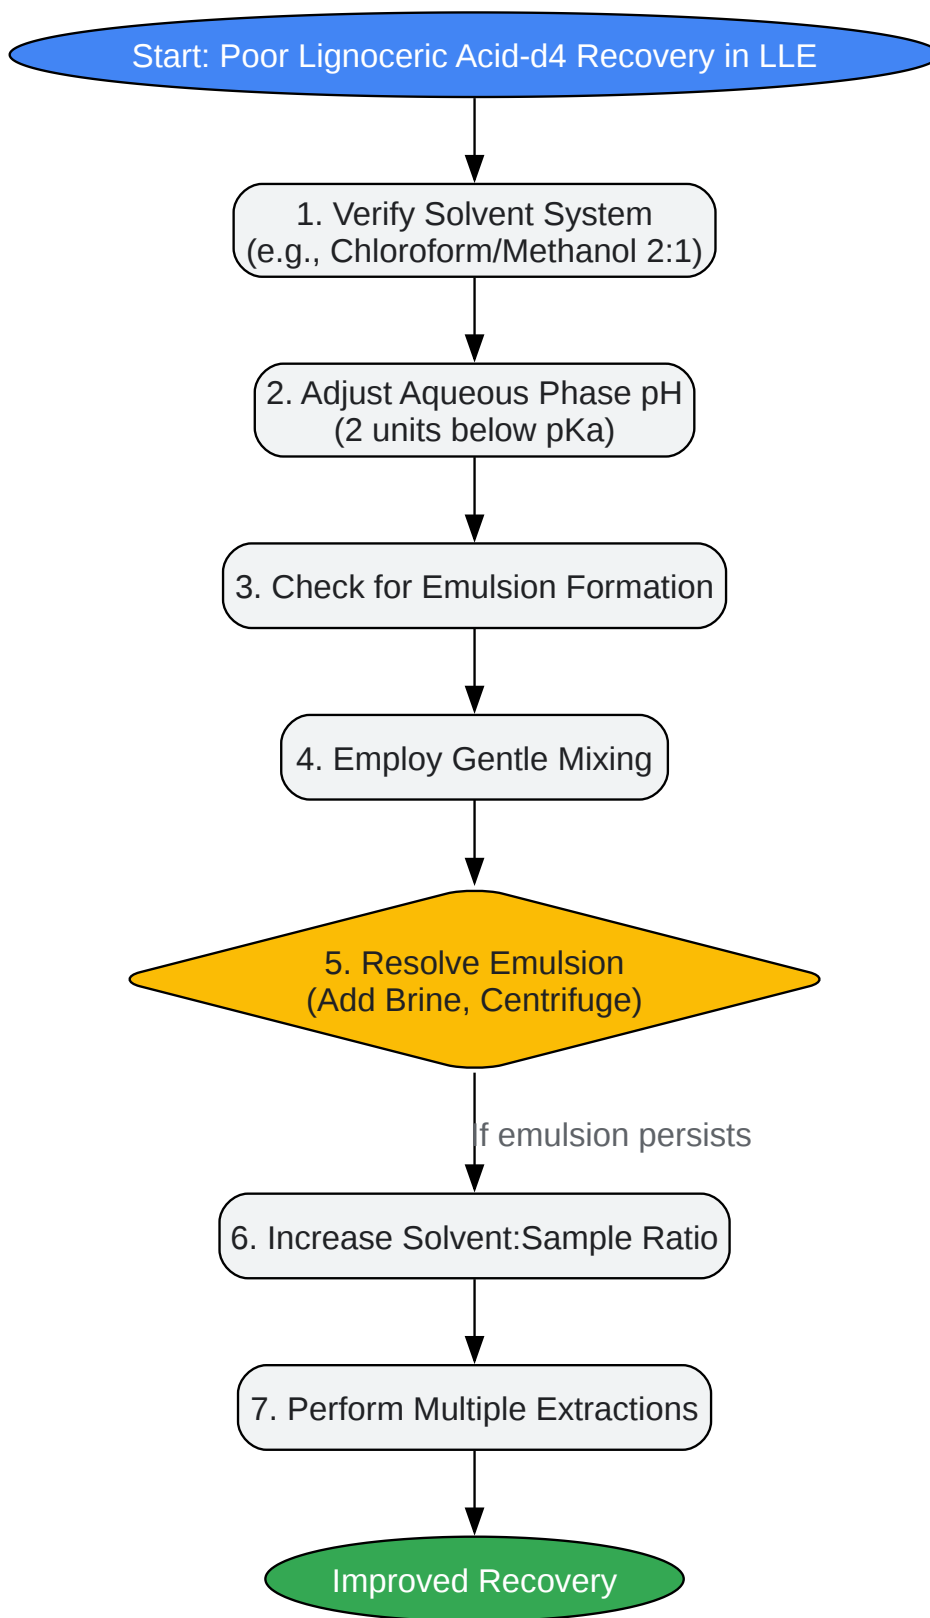 Start: Poor Lignoceric Acid-d4 Recovery in LLE
1. Verify Solvent System
(e.g., Chloroform/Methanol 2:1)
2. Adjust Aqueous Phase pH
(2 units below pKa)
3. Check for Emulsion Formation
4. Employ Gentle Mixing
5. Resolve Emulsion
(Add Brine, Centrifuge)
If emulsion persists
6. Increase Solvent:Sample Ratio
7. Perform Multiple Extractions
Improved Recovery